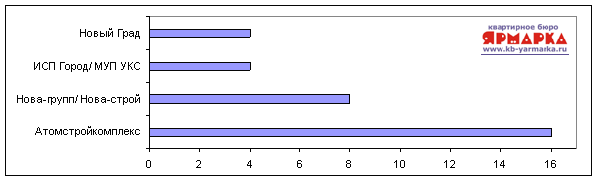 Новый Град
квартирное бюро
ЯРМАРКА
www.kb-yarmarka.ru
ИСП Город/ МУП УКС
Нова-групп/ Нова-строй
Атомстройкомплекс
0 2 4 6 8 10 12 14 16